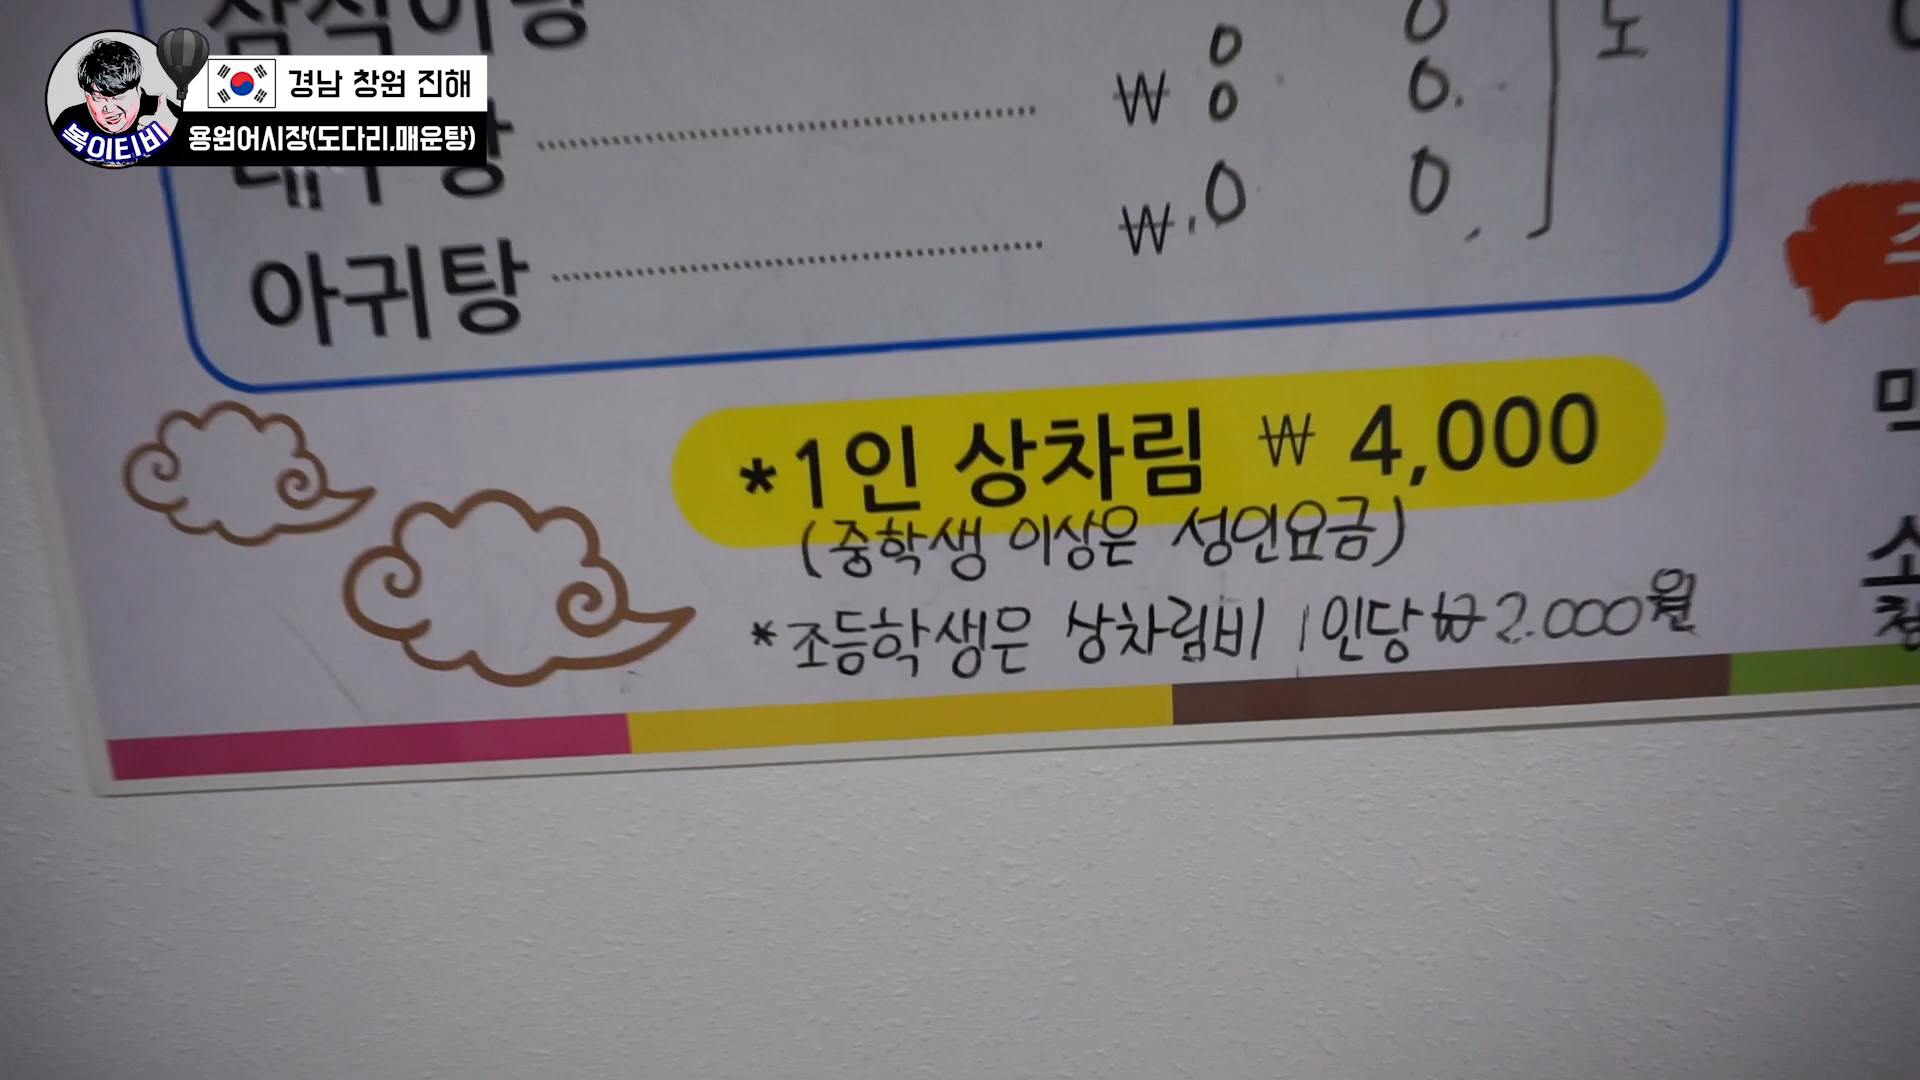 복이티비
경남 창원 진해
용원어시장(도다리,매운탕)
탕
₩ 0 0.
아귀탕
₩ 0 0
*1인 상차림 ₩ 4,000
(중학생 이상은 성인요금)
*초등학생은 상차림비 1인당 ₩2.000원